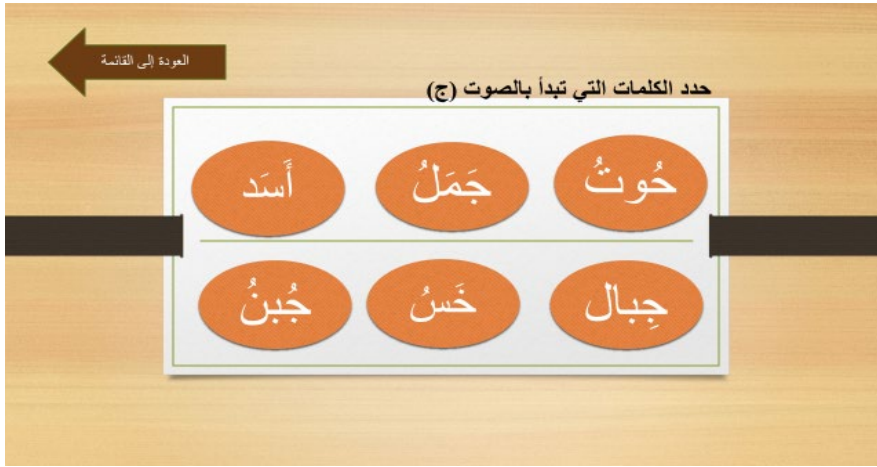 العودة إلى القائمة
حدد الكلمات التي تبدأ بالصوت (ج)
حُوتُ جَمَلُ أَسَد
جِبال خَسُ جُبنُ